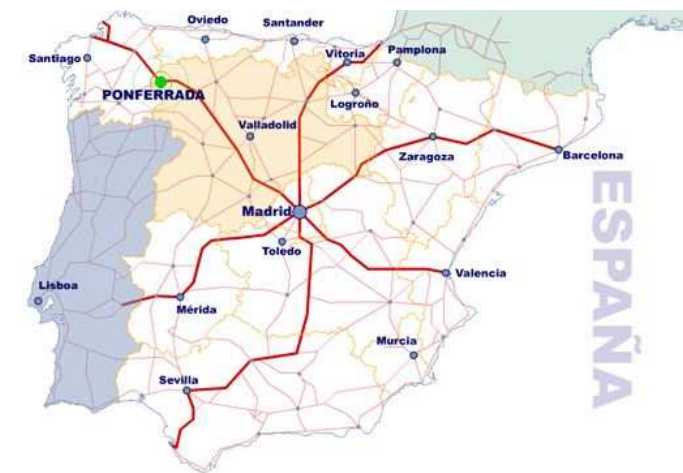 Oviedo
Santander
Santiago
Vitoria
Pamplona
PONFERRADA
Logroño
Valladolid
Zaragoza
Barcelona
Madrid
Toledo
Valencia
Lisboa
Mérida
Murcia
Sevilla
ESPAÑA